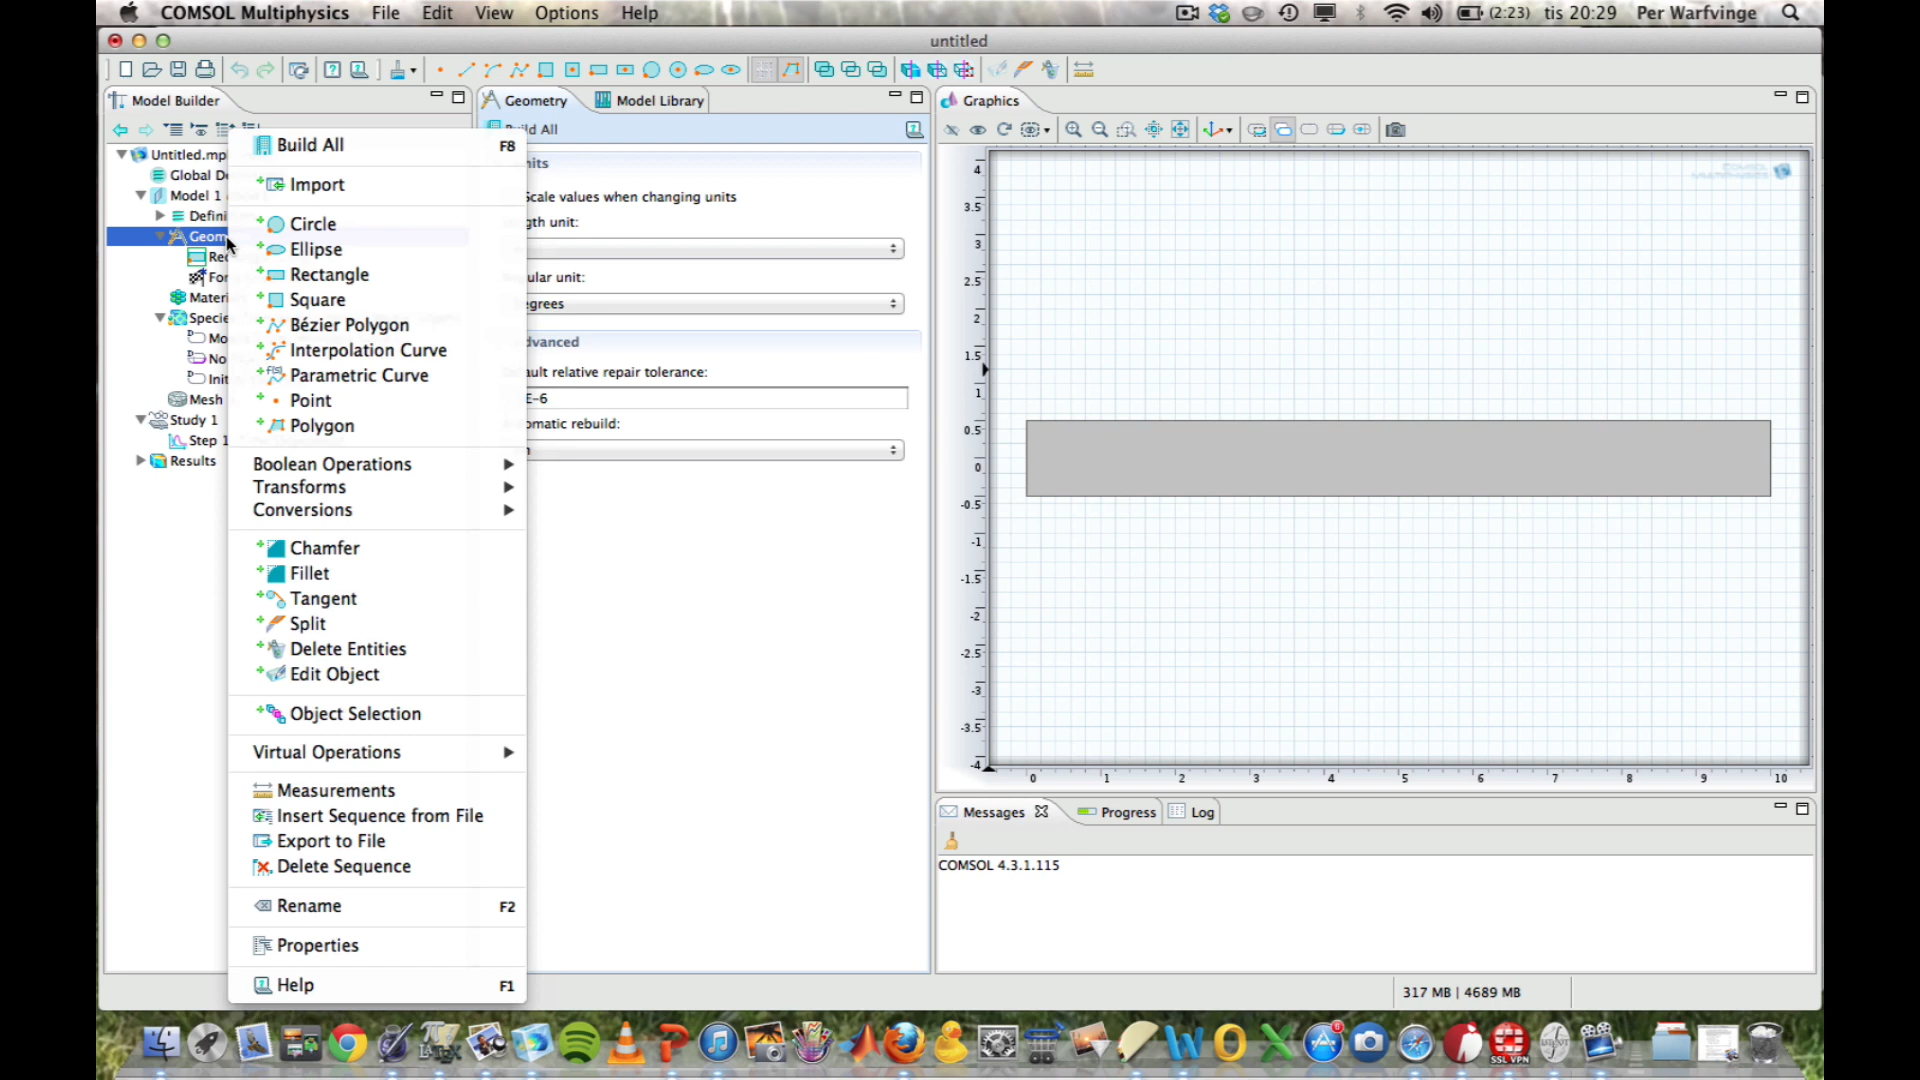 COMSOL Multiphysics File Edit View Options Help (2:23) tis 20:29 Per Warfvinge
untitled
Model Builder
Geometry Model Library
Graphics
Build All
Untitled.mp
Global De
Model 1
Defini
Geom
Re
For
Materi
Specie
Mo
No
Init
Mesh
Study 1
Step 1
Results
Build All F8
Import
Circle
Ellipse
Rectangle
Square
Bézier Polygon
Interpolation Curve
Parametric Curve
Point
Polygon
Boolean Operations
Transforms
Conversions
Chamfer
Fillet
Tangent
Split
Delete Entities
Edit Object
Object Selection
Virtual Operations
Measurements
Insert Sequence from File
Export to File
Delete Sequence
Rename F2
Properties
Help F1
nits
Scale values when changing units
gth unit:
ular unit:
egrees
dvanced
ult relative repair tolerance:
E-6
omatic rebuild:
n
4
3.5
3
2.5
2
1.5
1
0.5
0
-0.5
-1
-1.5
-2
-2.5
-3
-3.5
-4
0 1 2 3 4 5 6 7 8 9 10
Messages Progress Log
COMSOL 4.3.1.115
317 MB | 4689 MB
SSL VPN